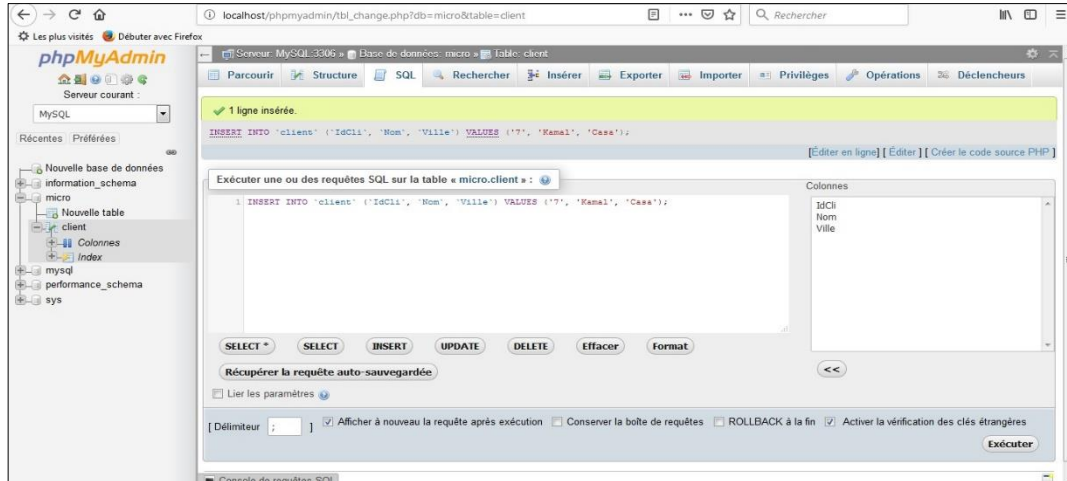 localhost/phpmyadmin/tbl_change.php?db=micro&table=client
Rechercher
Les plus visités
Débuter avec Firefox
phpMyAdmin
Serveur courant :
MySQL
Récentes Préférées
Nouvelle base de données
information_schema
micro
Nouvelle table
client
Colonnes
Index
mysql
performance_schema
sys
Serveur: MySQL:3306 » Base de données: micro » Table: client
Parcourir Structure SQL Rechercher Insérer Exporter Importer Privilèges Opérations Déclencheurs
1 ligne insérée.
INSERT INTO `client` (`IdCli`, `Nom`, `Ville`) VALUES ('7', 'Kamal', 'Casa');
[Éditer en ligne] [ Éditer ] [ Créer le code source PHP ]
Exécuter une ou des requêtes SQL sur la table « micro.client » :
1 INSERT INTO `client` (`IdCli`, `Nom`, `Ville`) VALUES ('7', 'Kamal', 'Casa');
Colonnes
IdCli
Nom
Ville
SELECT * SELECT INSERT UPDATE DELETE Effacer Format
<<
Récupérer la requête auto-sauvegardée
Lier les paramètres
[ Délimiteur ; ] Afficher à nouveau la requête après exécution Conserver la boîte de requêtes ROLLBACK à la fin Activer la vérification des clés étrangères
Exécuter
Console de requêtes SQL